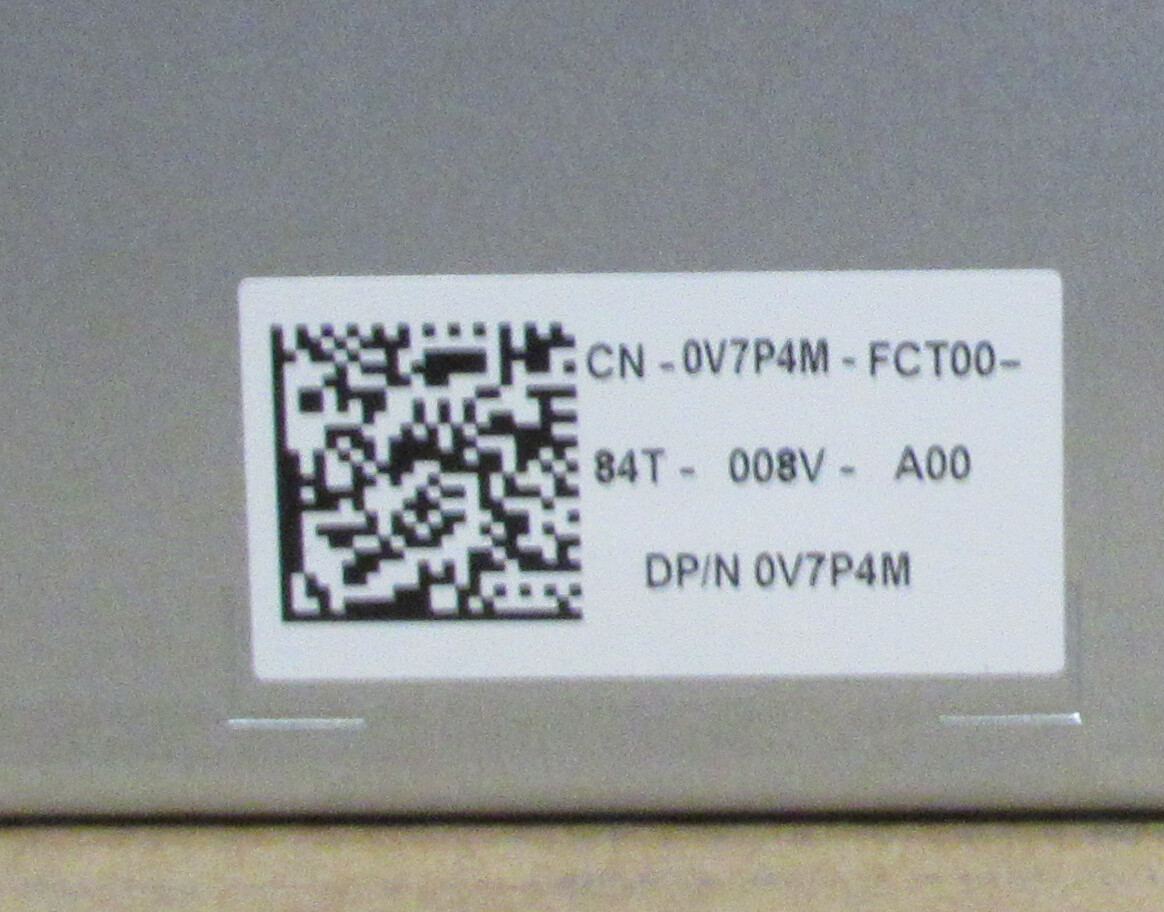 CN -0V7P4M - FCT00-
84T - 008V - A00
DP/N 0V7P4M